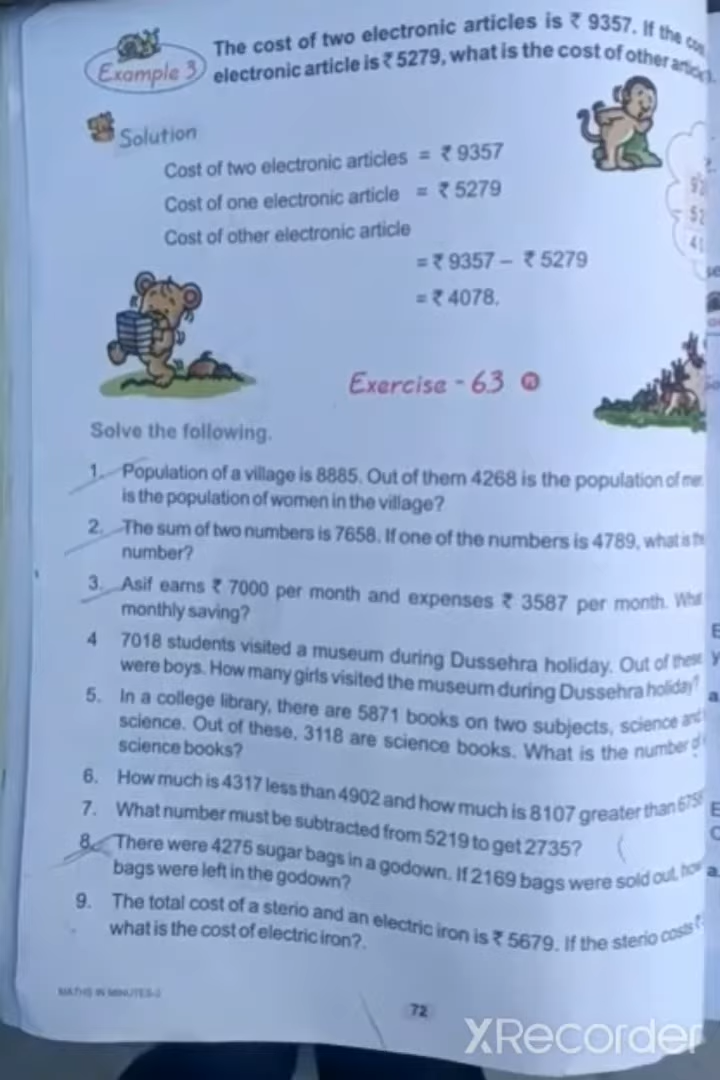 The cost of two electronic articles is ₹ 9357. If the
Example 3
electronic article is ₹ 5279, what is the cost of other
Solution
Cost of two electronic articles = ₹ 9357
Cost of one electronic article = ₹ 5279
Cost of other electronic article
= ₹ 9357 – ₹ 5279
= ₹ 4078.
Exercise - 63
Solve the following.
1. Population of a village is 8885. Out of them 4268 is the population of
is the population of women in the village?
2. The sum of two numbers is 7658. If one of the numbers is 4789, what is
number?
3. Asif earns ₹ 7000 per month and expenses ₹ 3587 per month.
monthly saving?
4 7018 students visited a museum during Dussehra holiday. Out of these
were boys. How many girls visited the museum during Dussehra holiday?
5. In a college library, there are 5871 books on two subjects, science and
science. Out of these, 3118 are science books. What is the number
science books?
6. How much is 4317 less than 4902 and how much is 8107 greater than
7. What number must be subtracted from 5219 to get 2735?
8. There were 4275 sugar bags in a godown. If 2169 bags were sold out, how
bags were left in the godown?
9. The total cost of a sterio and an electric iron is ₹ 5679. If the sterio costs
what is the cost of electric iron?.
MATHS IN MINUTES-3
72
XRecorder